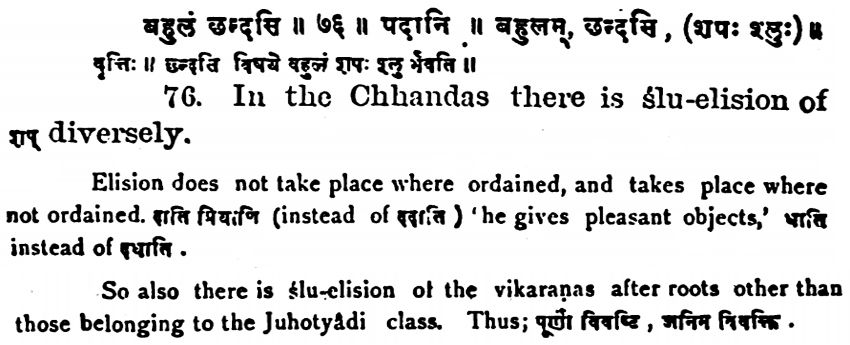 बहुलं छन्दसि ॥ ७६ ॥ पदानि ॥ बहुलम्, छन्दसि, (शपः श्लुः) ॥
वृत्तिः ॥ छन्दसि विषये बहुलं शपः श्लु र्भवति ॥
76. In the Chhandas there is ślu-elision of
शप् diversely.
Elision does not take place where ordained, and takes place where
not ordained. दाति प्रियाणि (instead of ददाति ) ‘he gives pleasant objects,’ धाति
instead of दधाति .
So also there is ślu-elision of the vikaraṇas after roots other than
those belonging to the Juhotyâdi class. Thus; पूर्णां विवष्टि , जनिम विवक्ति .